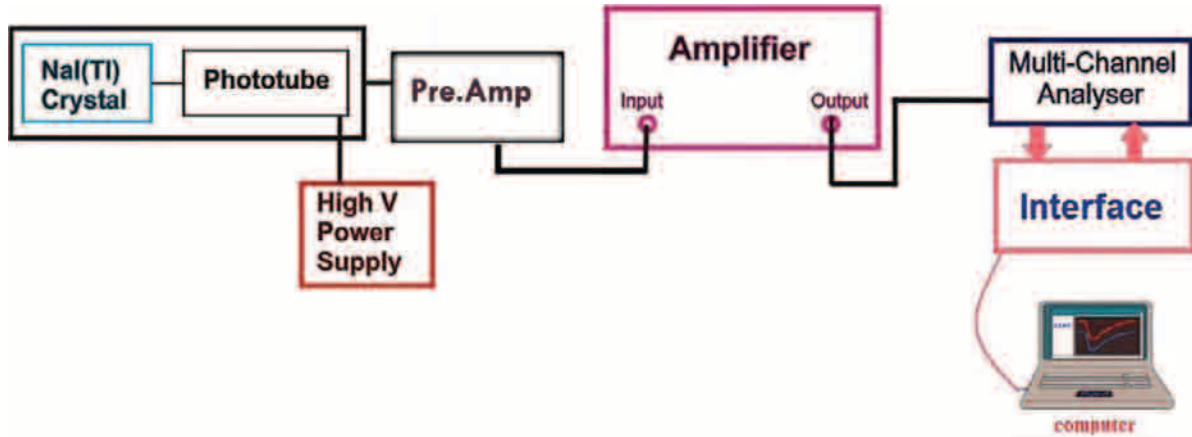 NaI(Tl)
Crystal
Phototube
Pre.Amp
High V
Power
Supply
Amplifier
Input
Output
Multi-Channel
Analyser
Interface
computer